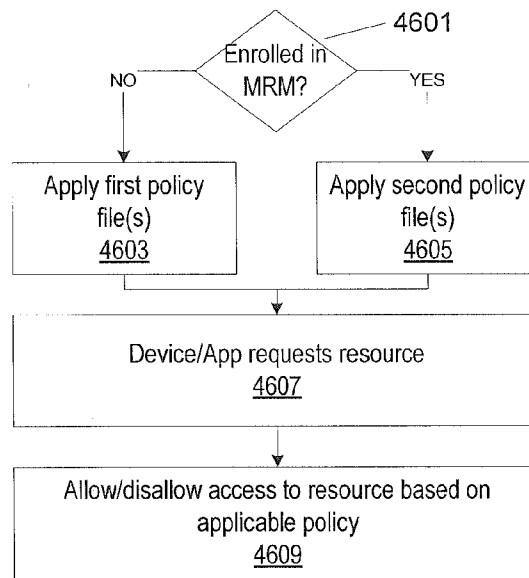 4601
Enrolled in
MRM?
NO
YES
Apply first policy
file(s)
4603
Apply second policy
file(s)
4605
Device/App requests resource
4607
Allow/disallow access to resource based on
applicable policy
4609